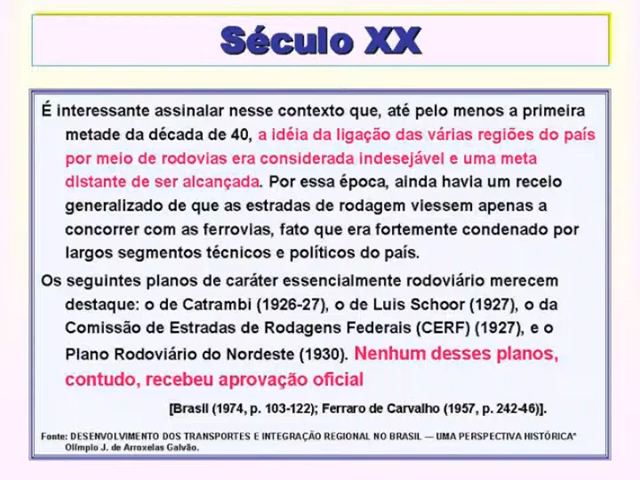 Século XX
É interessante assinalar nesse contexto que, até pelo menos a primeira
metade da década de 40, a idéia da ligação das várias regiões do país
por meio de rodovias era considerada indesejável e uma meta
distante de ser alcançada. Por essa época, ainda havia um receio
generalizado de que as estradas de rodagem viessem apenas a
concorrer com as ferrovias, fato que era fortemente condenado por
largos segmentos técnicos e políticos do país.
Os seguintes planos de caráter essencialmente rodoviário merecem
destaque: o de Catrambi (1926-27), o de Luis Schoor (1927), o da
Comissão de Estradas de Rodagens Federais (CERF) (1927), e o
Plano Rodoviário do Nordeste (1930). Nenhum desses planos,
contudo, recebeu aprovação oficial
[Brasil (1974, p. 103-122); Ferraro de Carvalho (1957, p. 242-46)].
Fonte: DESENVOLVIMENTO DOS TRANSPORTES E INTEGRAÇÃO REGIONAL NO BRASIL — UMA PERSPECTIVA HISTÓRICA*
Olímpio J. de Arroxelas Galvão.